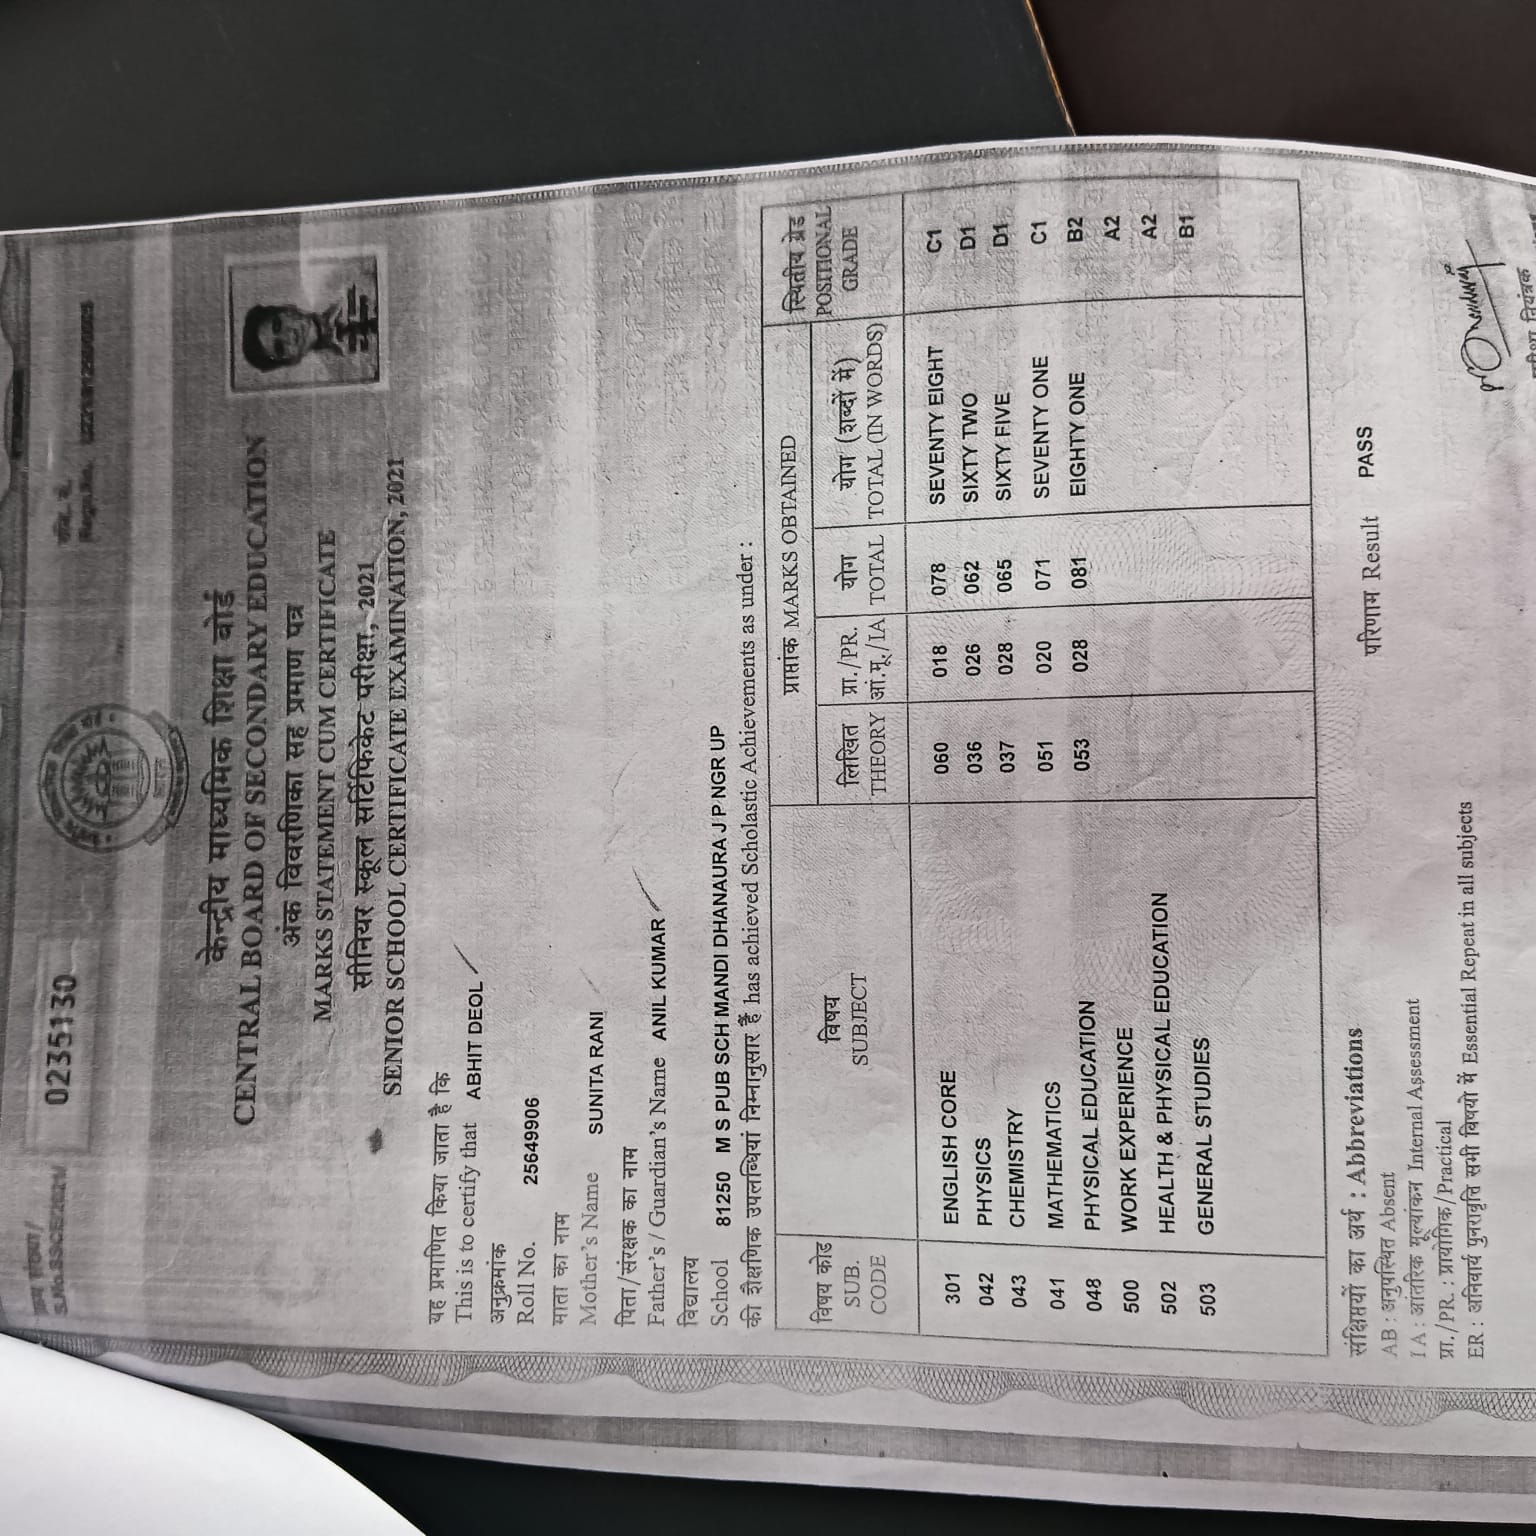 S.No.SSCE/2021/ 0235130
केन्द्रीय माध्यमिक शिक्षा बोर्ड
CENTRAL BOARD OF SECONDARY EDUCATION
अंक विवरणिका सह प्रमाण पत्र
MARKS STATEMENT CUM CERTIFICATE
सीनियर स्कूल सर्टिफिकेट परीक्षा, 2021
SENIOR SCHOOL CERTIFICATE EXAMINATION, 2021
यह प्रमाणित किया जाता है कि
This is to certify that ABHIT DEOL
अनुक्रमांक
Roll No. 25649906
माता का नाम
Mother's Name SUNITA RANI
पिता/संरक्षक का नाम
Father's / Guardian's Name ANIL KUMAR
विद्यालय
School 81250 M S PUB SCH MANDI DHANAURA J P NGR UP
की शैक्षणिक उपलब्धियां निम्नानुसार हैं has achieved Scholastic Achievements as under :
विषय कोड विषय प्राप्तांक MARKS OBTAINED स्थितीय ग्रेड
SUB. CODE SUBJECT लिखित प्रा./PR. योग योग (शब्दों में) POSITIONAL
THEORY आं.मू./IA TOTAL TOTAL (IN WORDS) GRADE
301 ENGLISH CORE 060 018 078 SEVENTY EIGHT C1
042 PHYSICS 036 026 062 SIXTY TWO D1
043 CHEMISTRY 037 028 065 SIXTY FIVE D1
041 MATHEMATICS 051 020 071 SEVENTY ONE C1
048 PHYSICAL EDUCATION 053 028 081 EIGHTY ONE B2
500 WORK EXPERIENCE A2
502 HEALTH & PHYSICAL EDUCATION A2
503 GENERAL STUDIES B1
संक्षिप्तियों का अर्थ : Abbreviations परिणाम Result PASS
AB : अनुपस्थित Absent
I A : आंतरिक मूल्यांकन Internal Assessment
प्रा./PR. : प्रायोगिक/Practical
ER : अनिवार्य पुनरावृत्ति सभी विषयों में Essential Repeat in all subjects